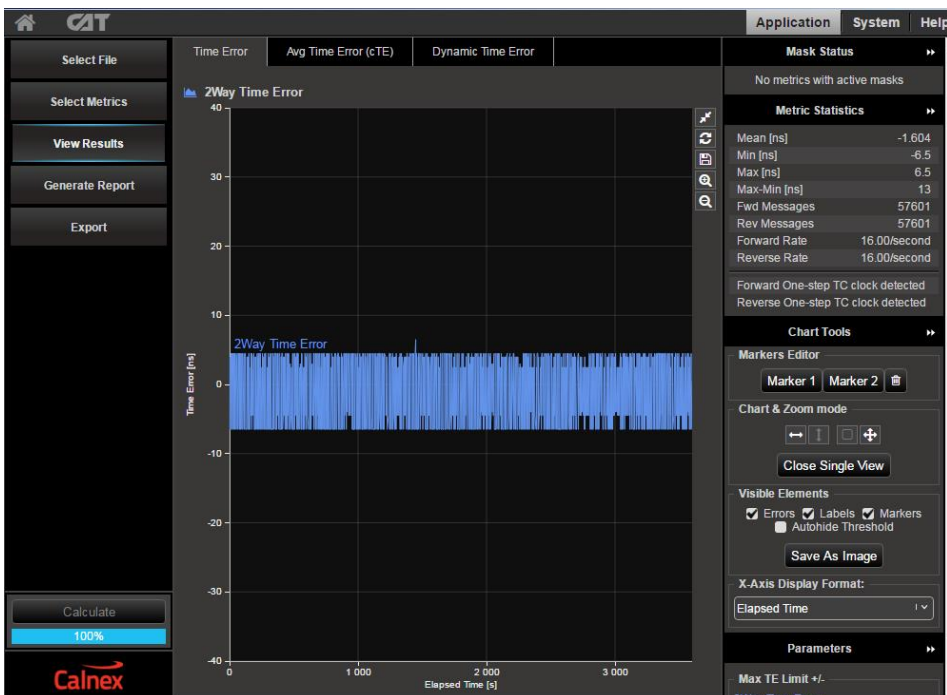 CAT
Application System Help
Select File
Select Metrics
View Results
Generate Report
Export
Calculate
100%
Calnex
Time Error Avg Time Error (cTE) Dynamic Time Error
2Way Time Error
40
30
20
10
0
-10
-20
-30
-40
Time Error [ns]
2Way Time Error
0 1 000 2 000 3 000
Elapsed Time [s]
Mask Status
No metrics with active masks
Metric Statistics
Mean [ns] -1.604
Min [ns] -6.5
Max [ns] 6.5
Max-Min [ns] 13
Fwd Messages 57601
Rev Messages 57601
Forward Rate 16.00/second
Reverse Rate 16.00/second
Forward One-step TC clock detected
Reverse One-step TC clock detected
Chart Tools
Markers Editor
Marker 1 Marker 2
Chart & Zoom mode
Close Single View
Visible Elements
Errors Labels Markers
Autohide Threshold
Save As Image
X-Axis Display Format:
Elapsed Time
Parameters
Max TE Limit +/-